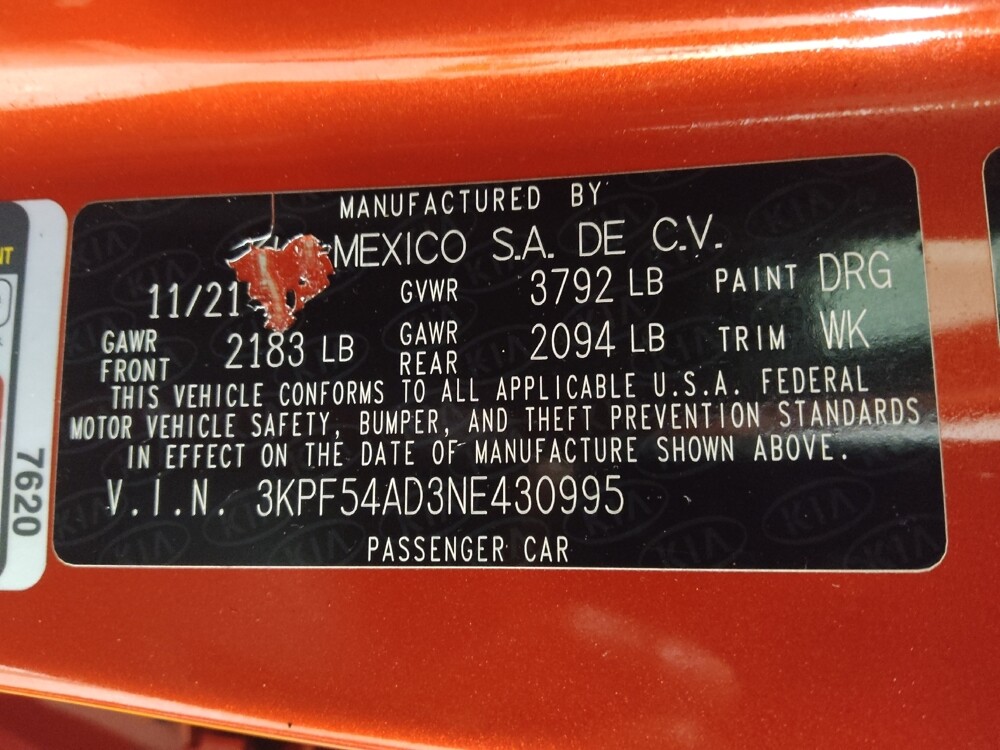 MANUFACTURED BY
MEXICO S.A. DE C.V.
11/21 GVWR 3792 LB PAINT DRG
GAWR FRONT 2183 LB GAWR REAR 2094 LB TRIM WK
THIS VEHICLE CONFORMS TO ALL APPLICABLE U.S.A. FEDERAL
MOTOR VEHICLE SAFETY, BUMPER, AND THEFT PREVENTION STANDARDS
IN EFFECT ON THE DATE OF MANUFACTURE SHOWN ABOVE.
V.I.N. 3KPF54AD3NE430995
PASSENGER CAR
7620